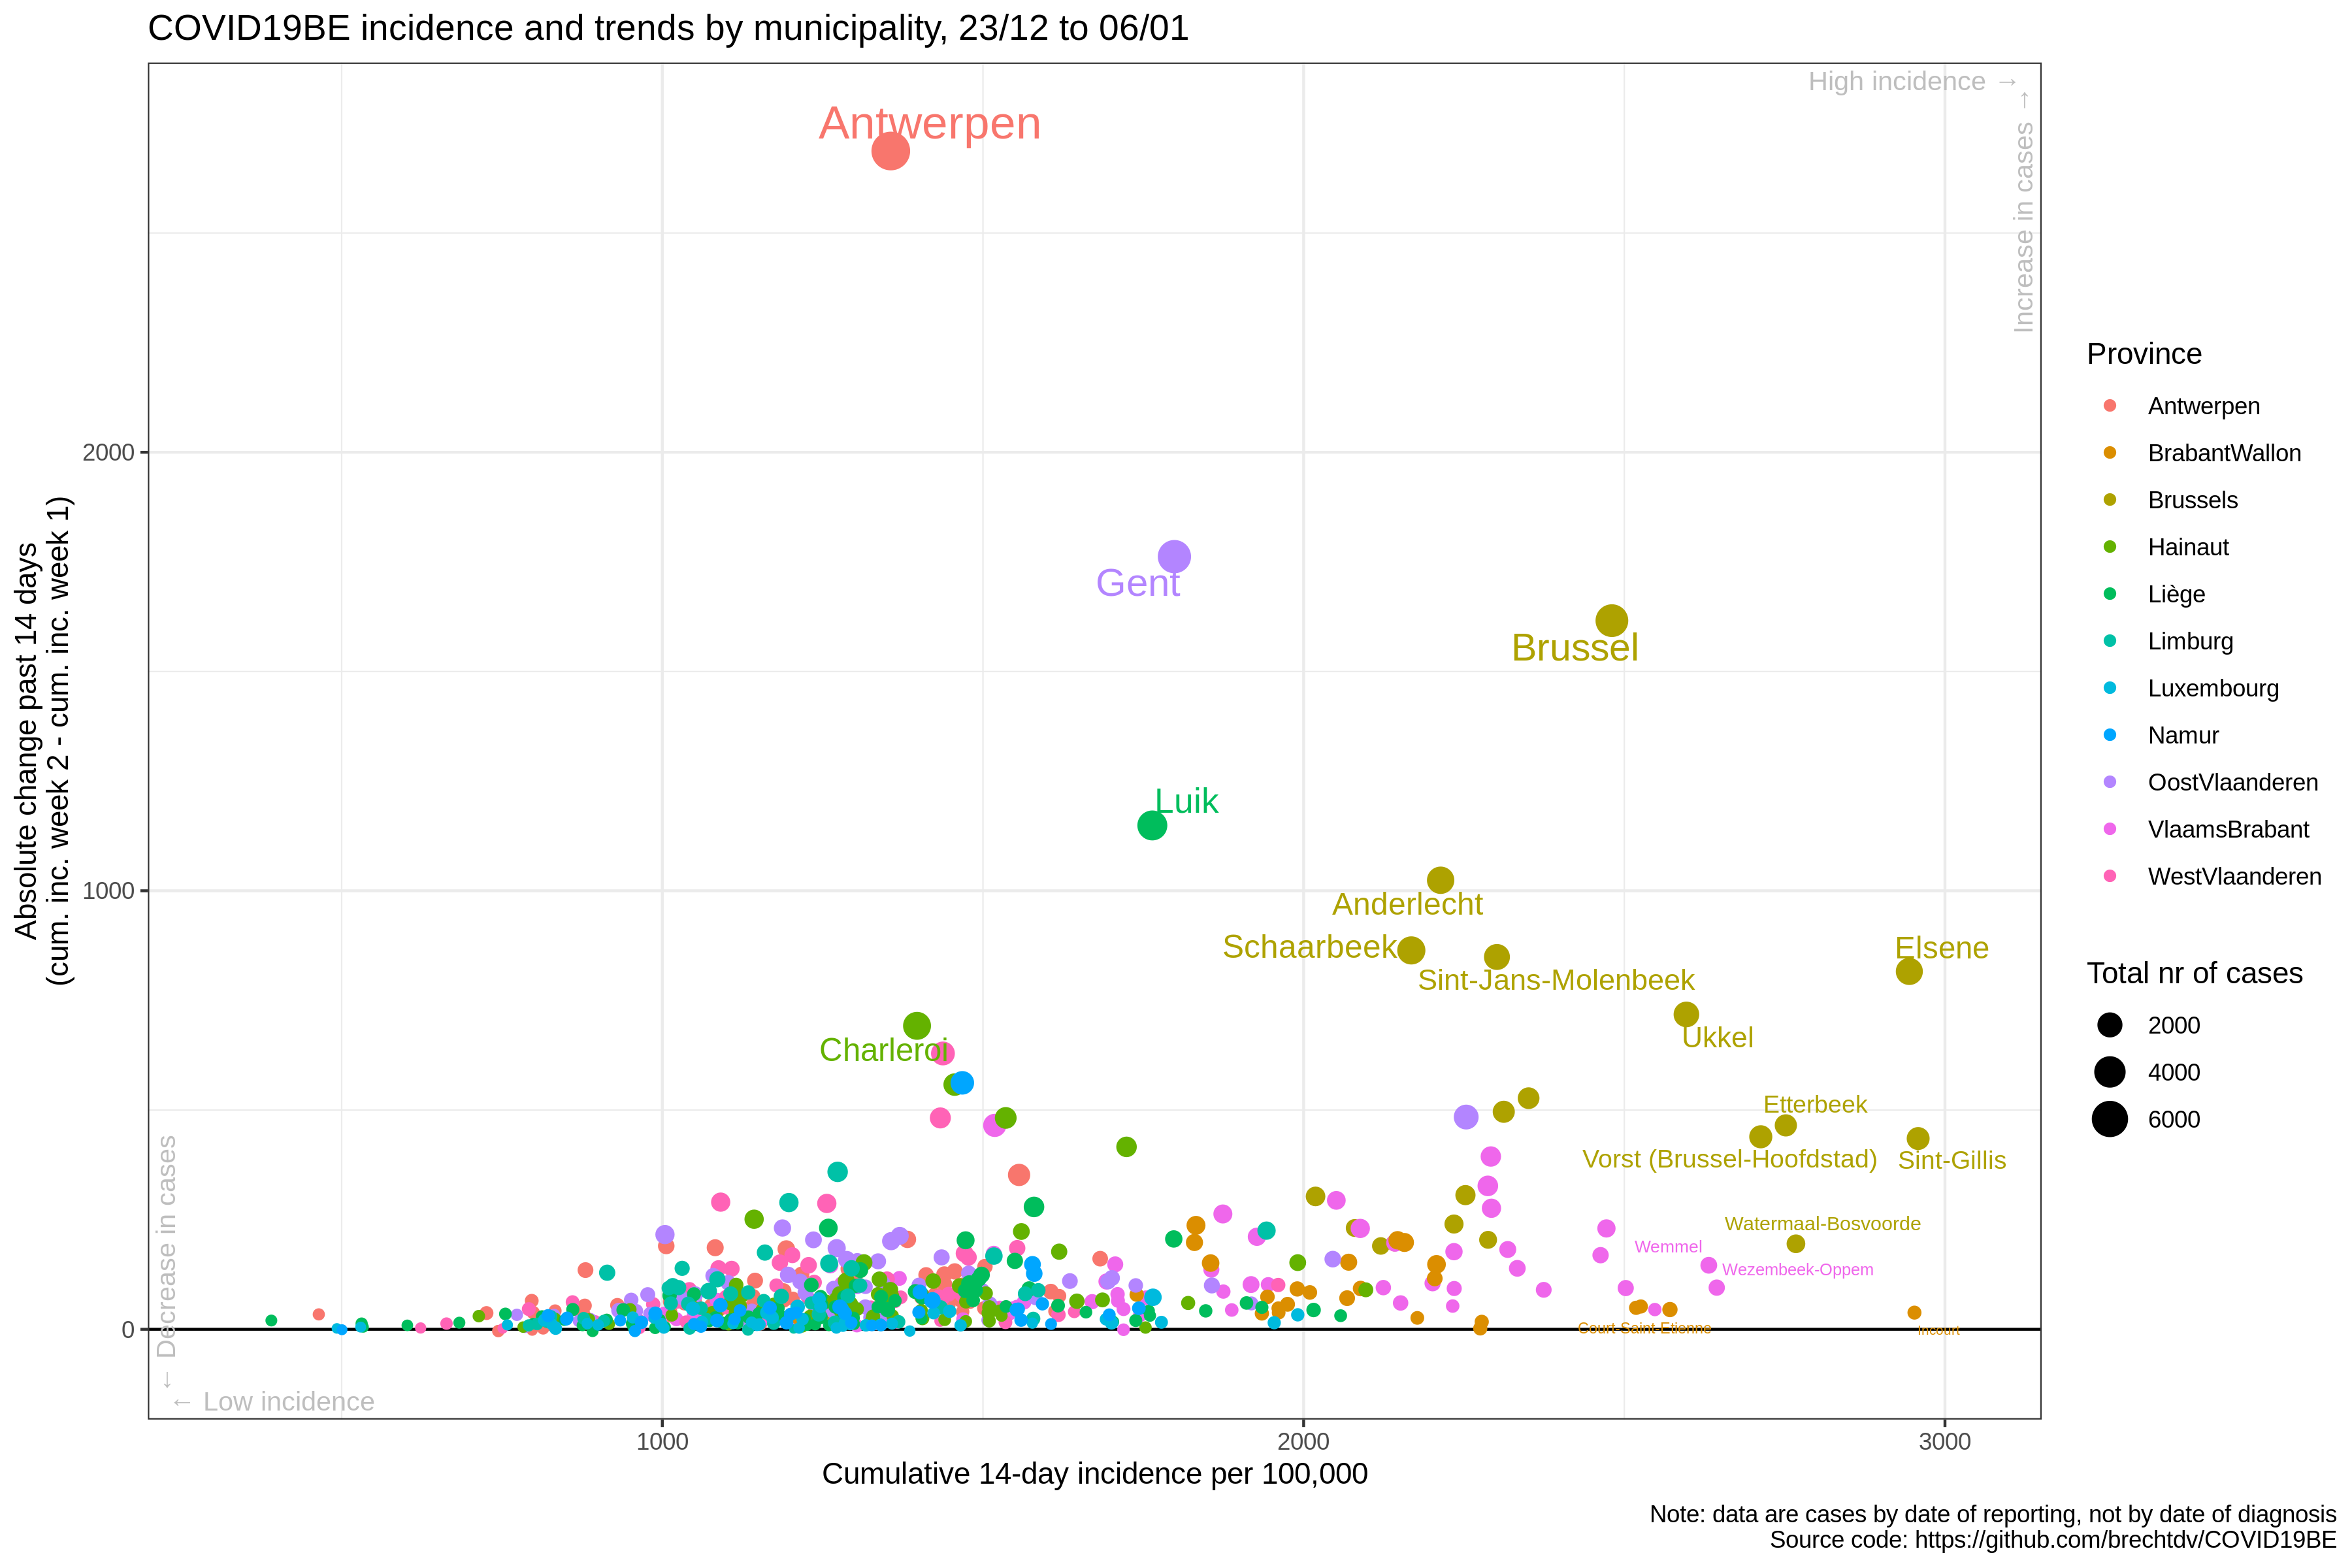 COVID19BE incidence and trends by municipality, 23/12 to 06/01
High incidence →
Increase in cases →
Antwerpen
Gent
Brussel
Luik
Anderlecht
Schaarbeek
Elsene
Sint-Jans-Molenbeek
Ukkel
Charleroi
Etterbeek
Vorst (Brussel-Hoofdstad)
Sint-Gillis
Watermaal-Bosvoorde
Wemmel
Wezembeek-Oppem
Court-Saint-Etienne
Incourt
← Decrease in cases
← Low incidence
2000
1000
0
Absolute change past 14 days
(cum. inc. week 2 - cum. inc. week 1)
1000
2000
3000
Cumulative 14-day incidence per 100,000
Province
Antwerpen
BrabantWallon
Brussels
Hainaut
Liège
Limburg
Luxembourg
Namur
OostVlaanderen
VlaamsBrabant
WestVlaanderen
Total nr of cases
2000
4000
6000
Note: data are cases by date of reporting, not by date of diagnosis
Source code: https://github.com/brechtdv/COVID19BE